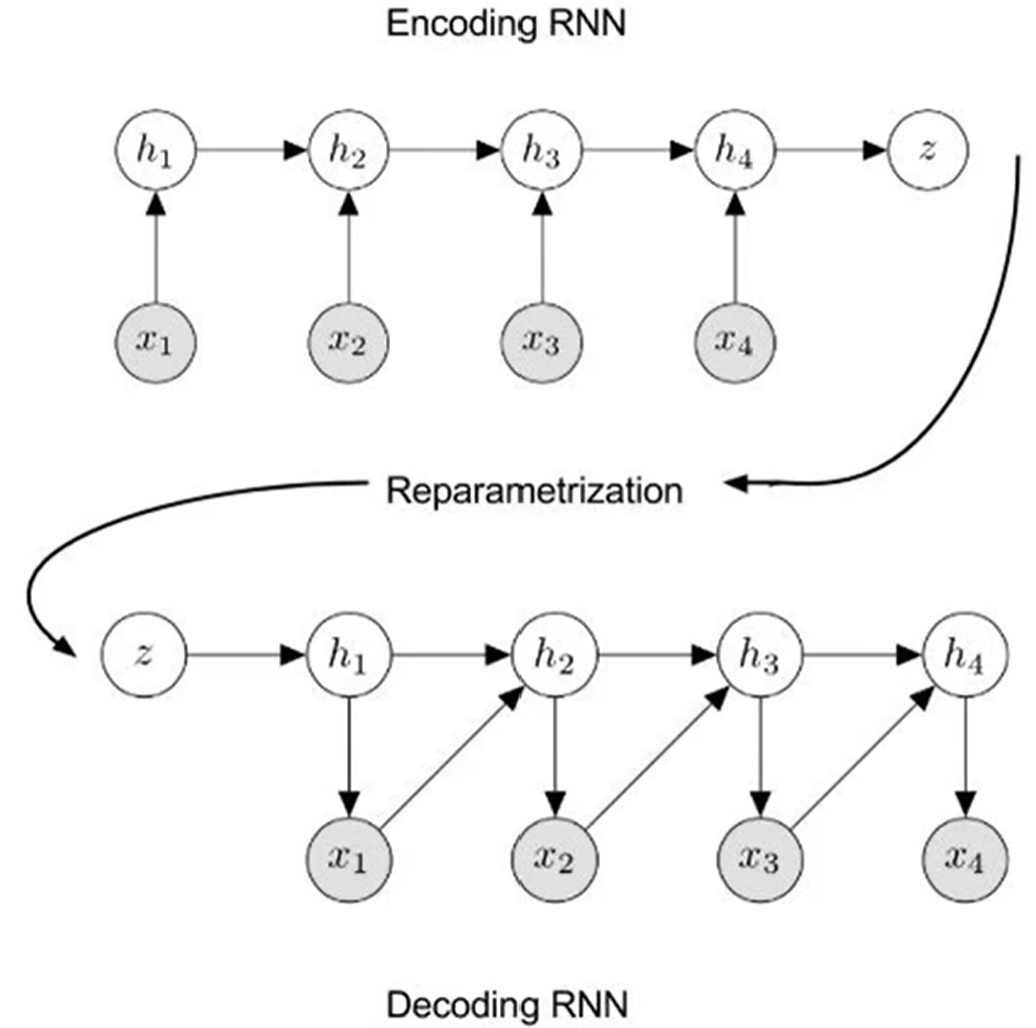 Encoding RNN
h₁ h₂ h₃ h₄ z
x₁ x₂ x₃ x₄
Reparametrization
z h₁ h₂ h₃ h₄
x₁ x₂ x₃ x₄
Decoding RNN